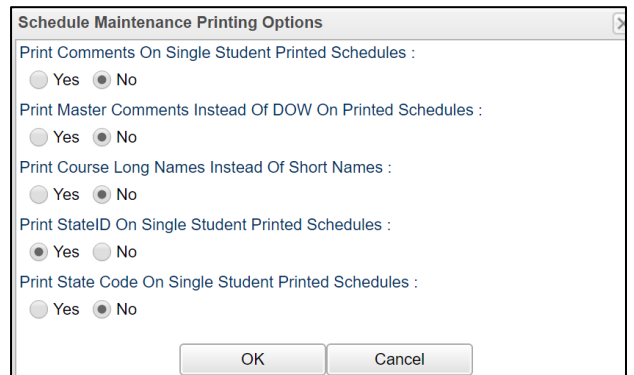 Schedule Maintenance Printing Options
Print Comments On Single Student Printed Schedules :
Yes No
Print Master Comments Instead Of DOW On Printed Schedules :
Yes No
Print Course Long Names Instead Of Short Names :
Yes No
Print StateID On Single Student Printed Schedules :
Yes No
Print State Code On Single Student Printed Schedules :
Yes No
OK Cancel